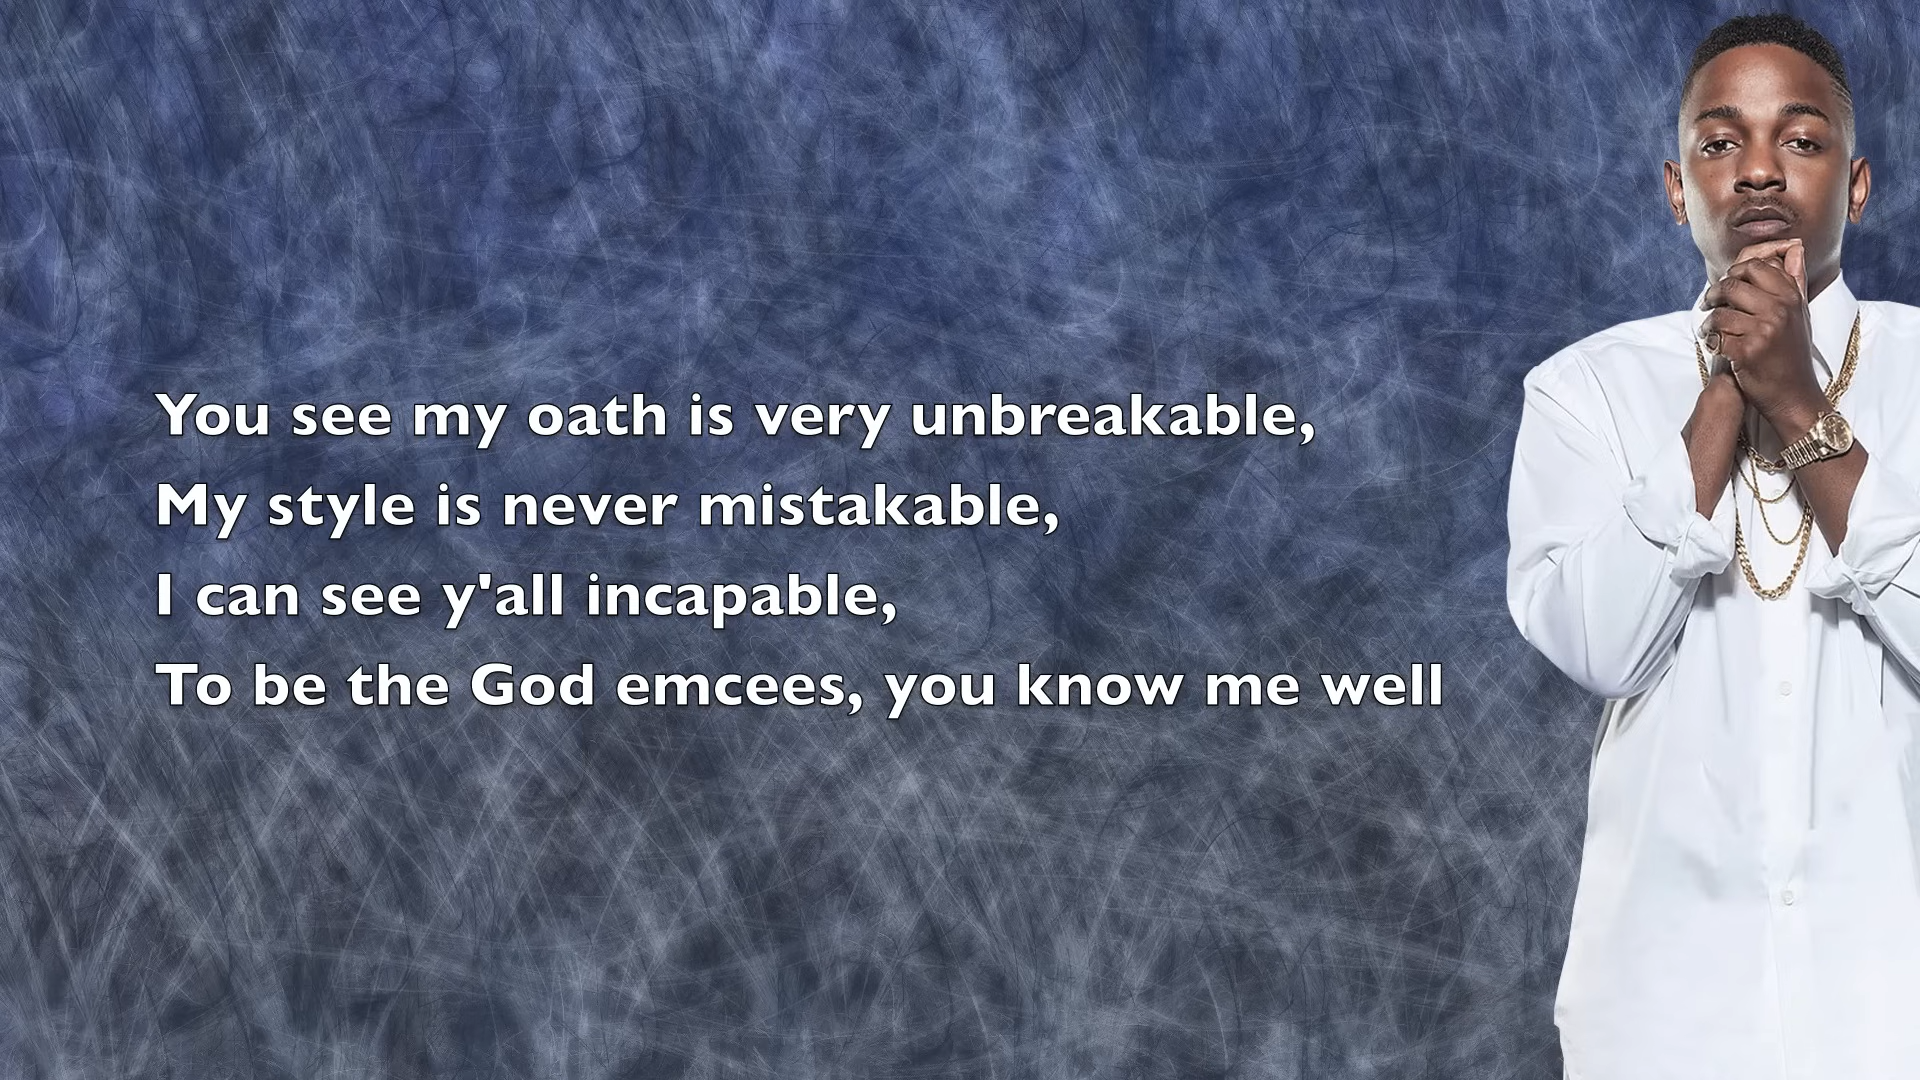 You see my oath is very unbreakable,
My style is never mistakable,
I can see y'all incapable,
To be the God emcees, you know me well